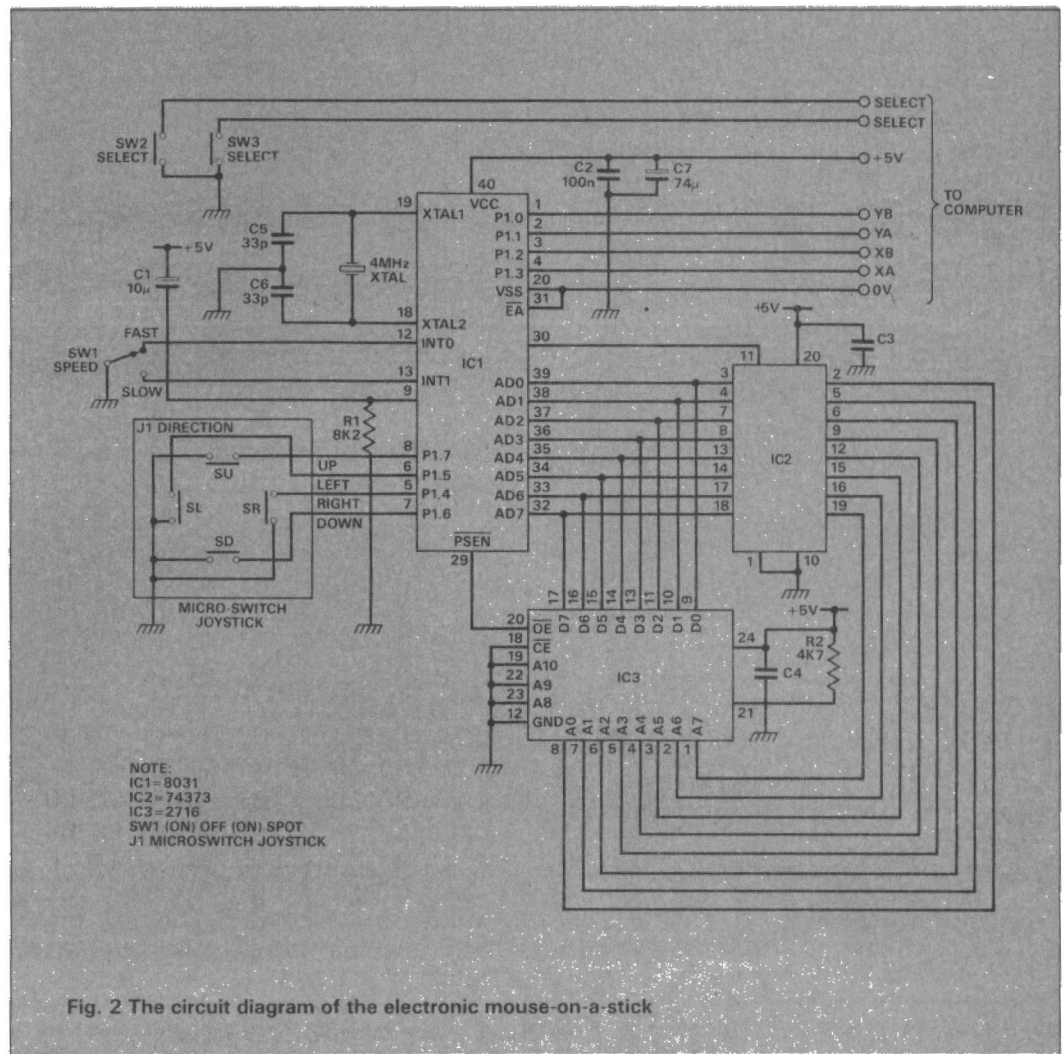 SELECT
SELECT
SW2
SELECT
SW3
SELECT
+5V
C2
100n
C7
74µ
TO
COMPUTER
40
VCC
19
XTAL1
P1.0
1
YB
P1.1
2
YA
P1.2
3
XB
P1.3
4
XA
VSS
20
0V
EA
31
C5
33p
4MHz
XTAL
C6
33p
+5V
C1
10µ
18
XTAL2
FAST
12
INT0
SW1
SPEED
SLOW
13
INT1
9
IC1
30
11
+5V
20
C3
R1
8K2
AD0
39
3
2
AD1
38
4
5
AD2
37
7
6
AD3
36
8
9
AD4
35
13
12
AD5
34
14
15
AD6
33
17
16
AD7
32
18
19
IC2
1
10
J1 DIRECTION
SU
SL
SR
SD
UP
LEFT
RIGHT
DOWN
8
P1.7
6
P1.5
5
P1.4
7
P1.6
PSEN
29
MICRO-SWITCH
JOYSTICK
17 16 15 14 13 11 10 9
D7 D6 D5 D4 D3 D2 D1 D0
20
OE
18
CE
19
A10
22
A9
23
A8
12
GND
IC3
24
21
+5V
R2
4K7
C4
A0 A1 A2 A3 A4 A5 A6 A7
8 7 6 5 4 3 2 1
NOTE:
IC1=8031
IC2=74373
IC3=2716
SW1 (ON) OFF (ON) SPOT
J1 MICROSWITCH JOYSTICK
Fig. 2 The circuit diagram of the electronic mouse-on-a-stick